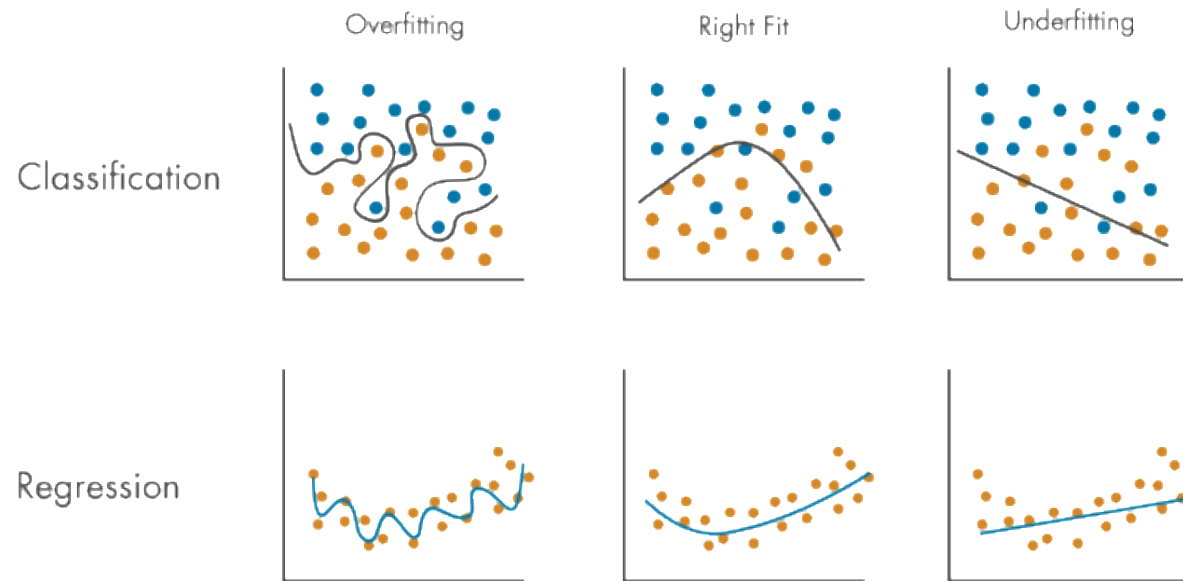 Overfitting
Right Fit
Underfitting
Classification
Regression